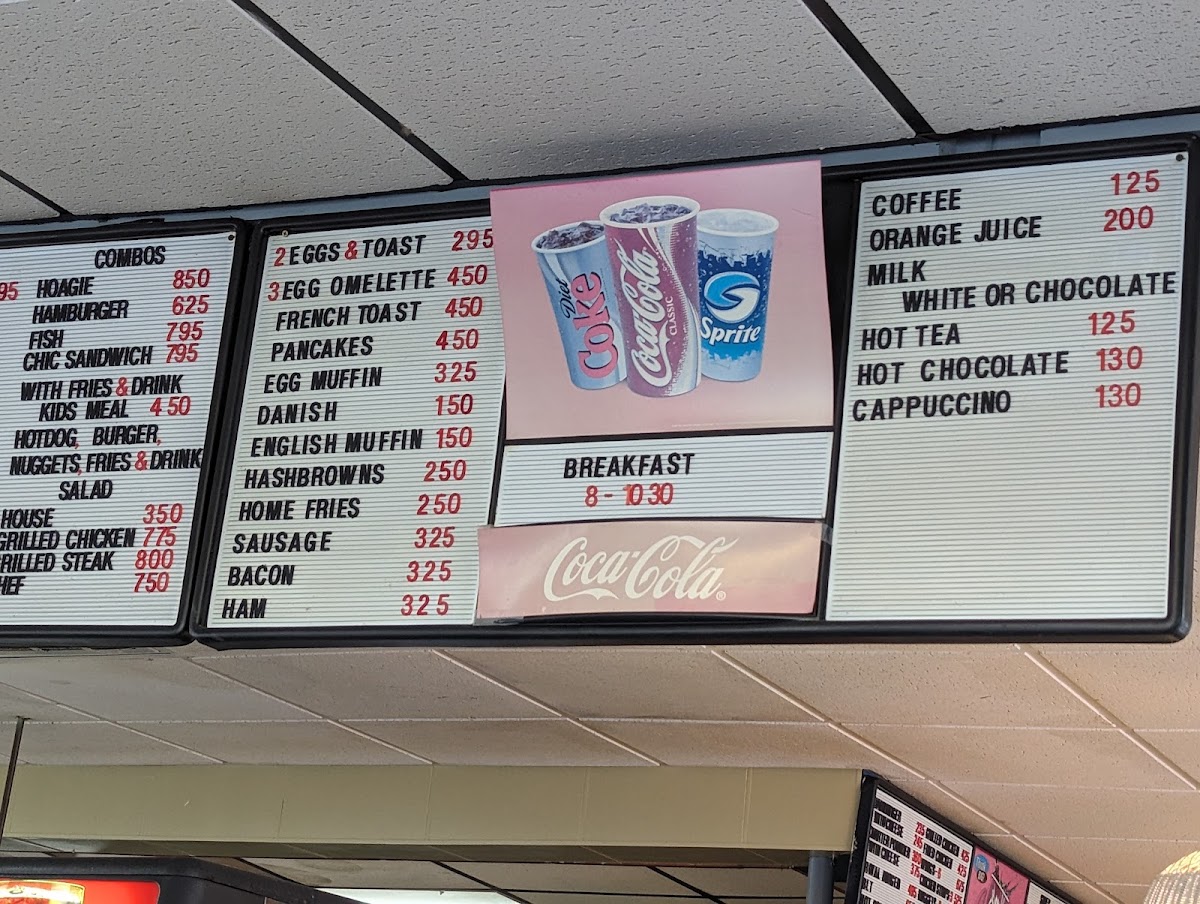 COMBOS
95 HOAGIE 850
HAMBURGER 625
FISH 795
CHIC SANDWICH 795
WITH FRIES & DRINK
KIDS MEAL 450
HOTDOG, BURGER,
NUGGETS, FRIES & DRINK
SALAD
HOUSE 350
GRILLED CHICKEN 775
RILLED STEAK 800
HEF 750
2 EGGS & TOAST 295
3 EGG OMELETTE 450
FRENCH TOAST 450
PANCAKES 450
EGG MUFFIN 325
DANISH 150
ENGLISH MUFFIN 150
HASHBROWNS 250
HOME FRIES 250
SAUSAGE 325
BACON 325
HAM 325
Diet
Coke
Coca-Cola
CLASSIC
Sprite
BREAKFAST
8 - 10 30
Coca-Cola®
COFFEE 125
ORANGE JUICE 200
MILK
WHITE OR CHOCOLATE
HOT TEA 125
HOT CHOCOLATE 130
CAPPUCCINO 130